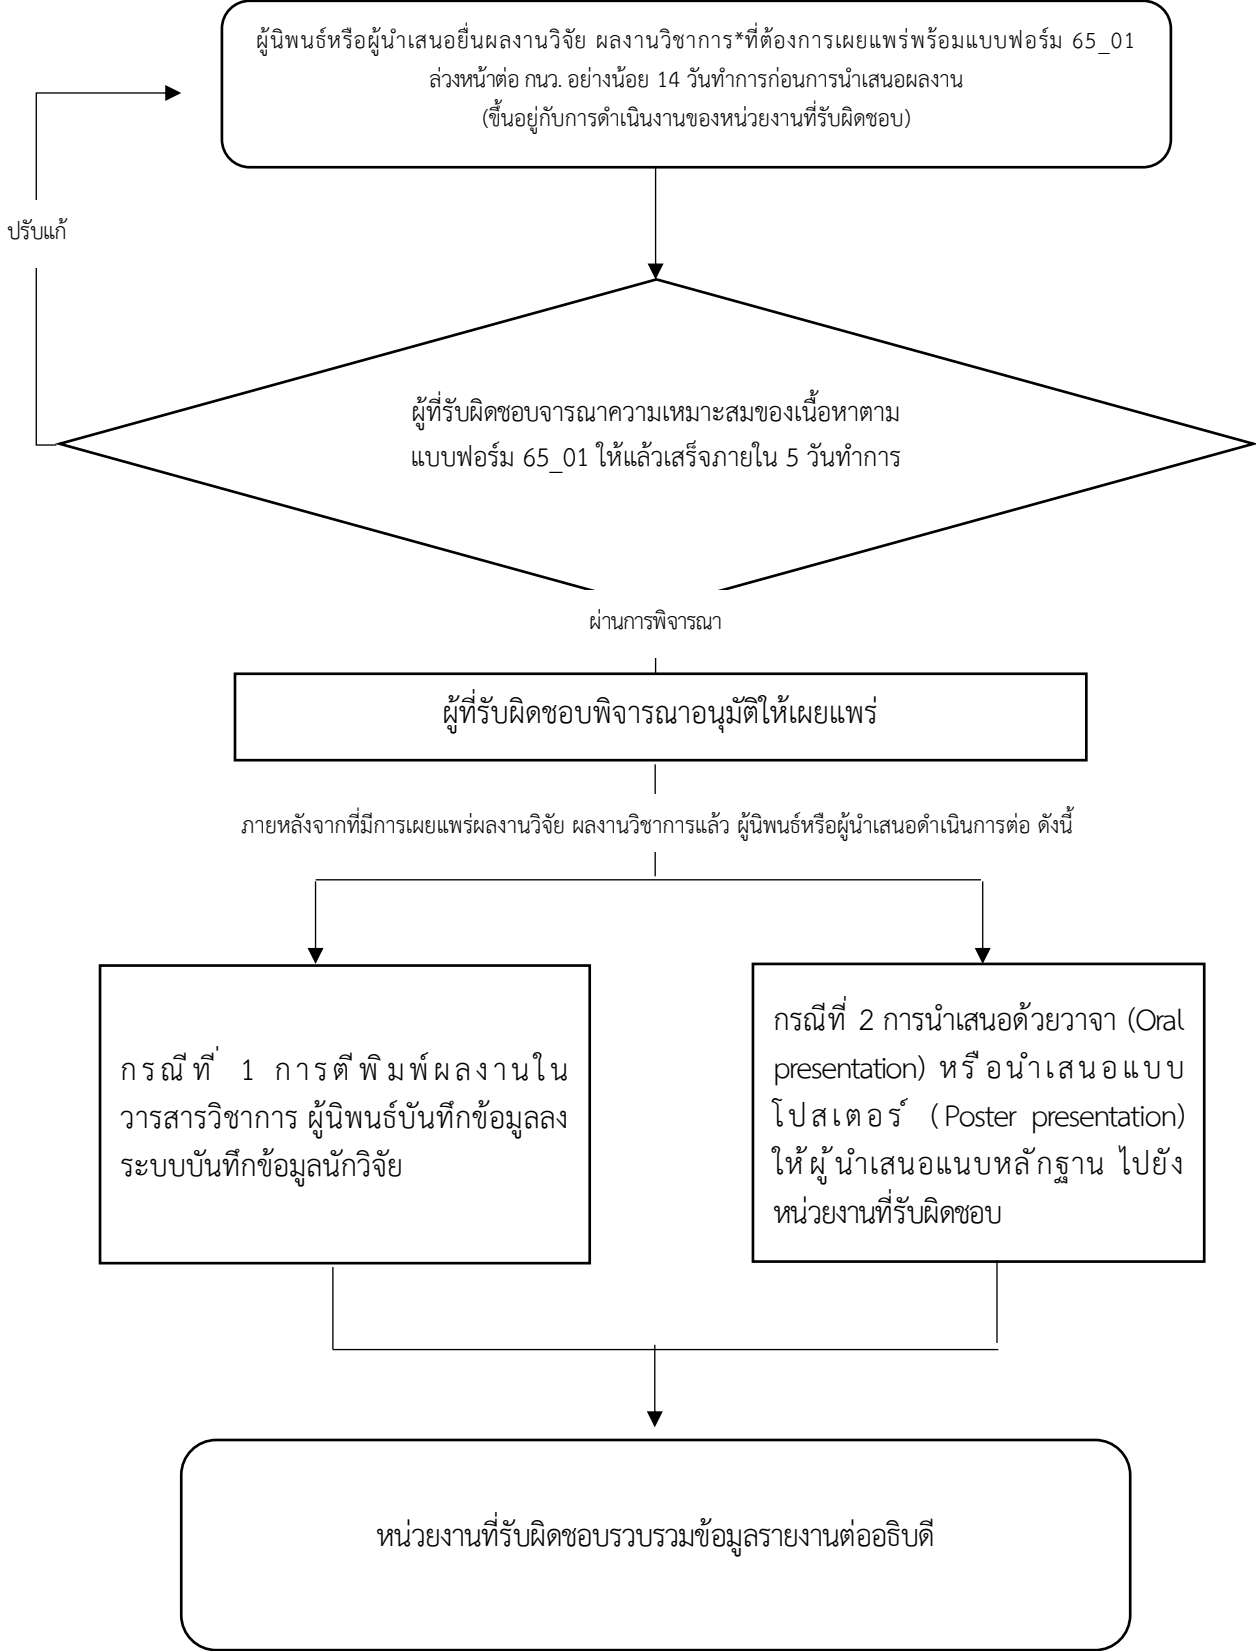 ผู้นิพนธ์หรือผู้นำเสนอยื่นผลงานวิจัย ผลงานวิชาการ*ที่ต้องการเผยแพร่พร้อมแบบฟอร์ม 65_01
ล่วงหน้าต่อ กนว. อย่างน้อย 14 วันทำการก่อนการนำเสนอผลงาน
(ขึ้นอยู่กับการดำเนินงานของหน่วยงานที่รับผิดชอบ)
ปรับแก้
ผู้ที่รับผิดชอบจารณาความเหมาะสมของเนื้อหาตาม
แบบฟอร์ม 65_01 ให้แล้วเสร็จภายใน 5 วันทำการ
ผ่านการพิจารณา
ผู้ที่รับผิดชอบพิจารณาอนุมัติให้เผยแพร่
ภายหลังจากที่มีการเผยแพร่ผลงานวิจัย ผลงานวิชาการแล้ว ผู้นิพนธ์หรือผู้นำเสนอดำเนินการต่อ ดังนี้
กรณีที่ 1 การตีพิมพ์ผลงานใน
วารสารวิชาการ ผู้นิพนธ์บันทึกข้อมูลลง
ระบบบันทึกข้อมูลนักวิจัย
กรณีที่ 2 การนำเสนอด้วยวาจา (Oral
presentation) หรือนำเสนอแบบ
โปสเตอร์ (Poster presentation)
ให้ผู้นำเสนอแนบหลักฐาน ไปยัง
หน่วยงานที่รับผิดชอบ
หน่วยงานที่รับผิดชอบรวบรวมข้อมูลรายงานต่ออธิบดี